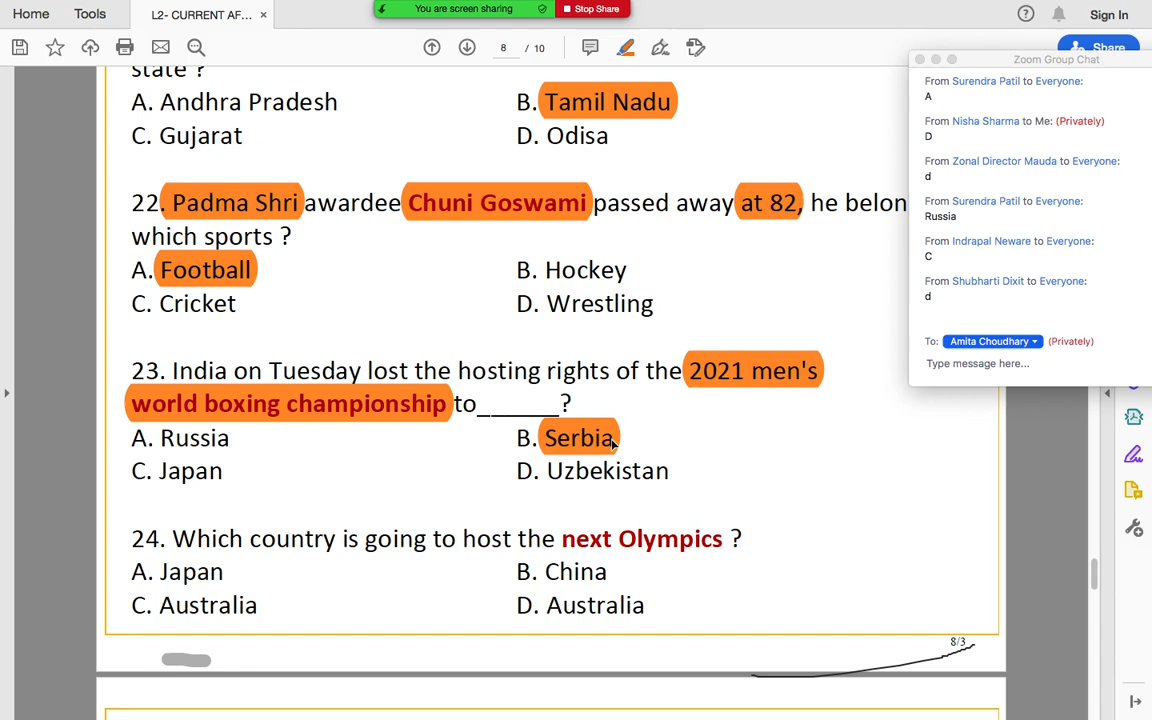 Home Tools L2- CURRENT AF... × You are screen sharing Stop Share Sign In
8 / 10 Share
state ?
A. Andhra Pradesh B. Tamil Nadu
C. Gujarat D. Odisa
22. Padma Shri awardee Chuni Goswami passed away at 82, he belon
which sports ?
A. Football B. Hockey
C. Cricket D. Wrestling
23. India on Tuesday lost the hosting rights of the 2021 men's
world boxing championship to______?
A. Russia B. Serbia
C. Japan D. Uzbekistan
24. Which country is going to host the next Olympics ?
A. Japan B. China
C. Australia D. Australia
8/3
Zoom Group Chat
From Surendra Patil to Everyone:
A
From Nisha Sharma to Me: (Privately)
D
From Zonal Director Mauda to Everyone:
d
From Surendra Patil to Everyone:
Russia
From Indrapal Neware to Everyone:
C
From Shubharti Dixit to Everyone:
d
To: Amita Choudhary (Privately)
Type message here...